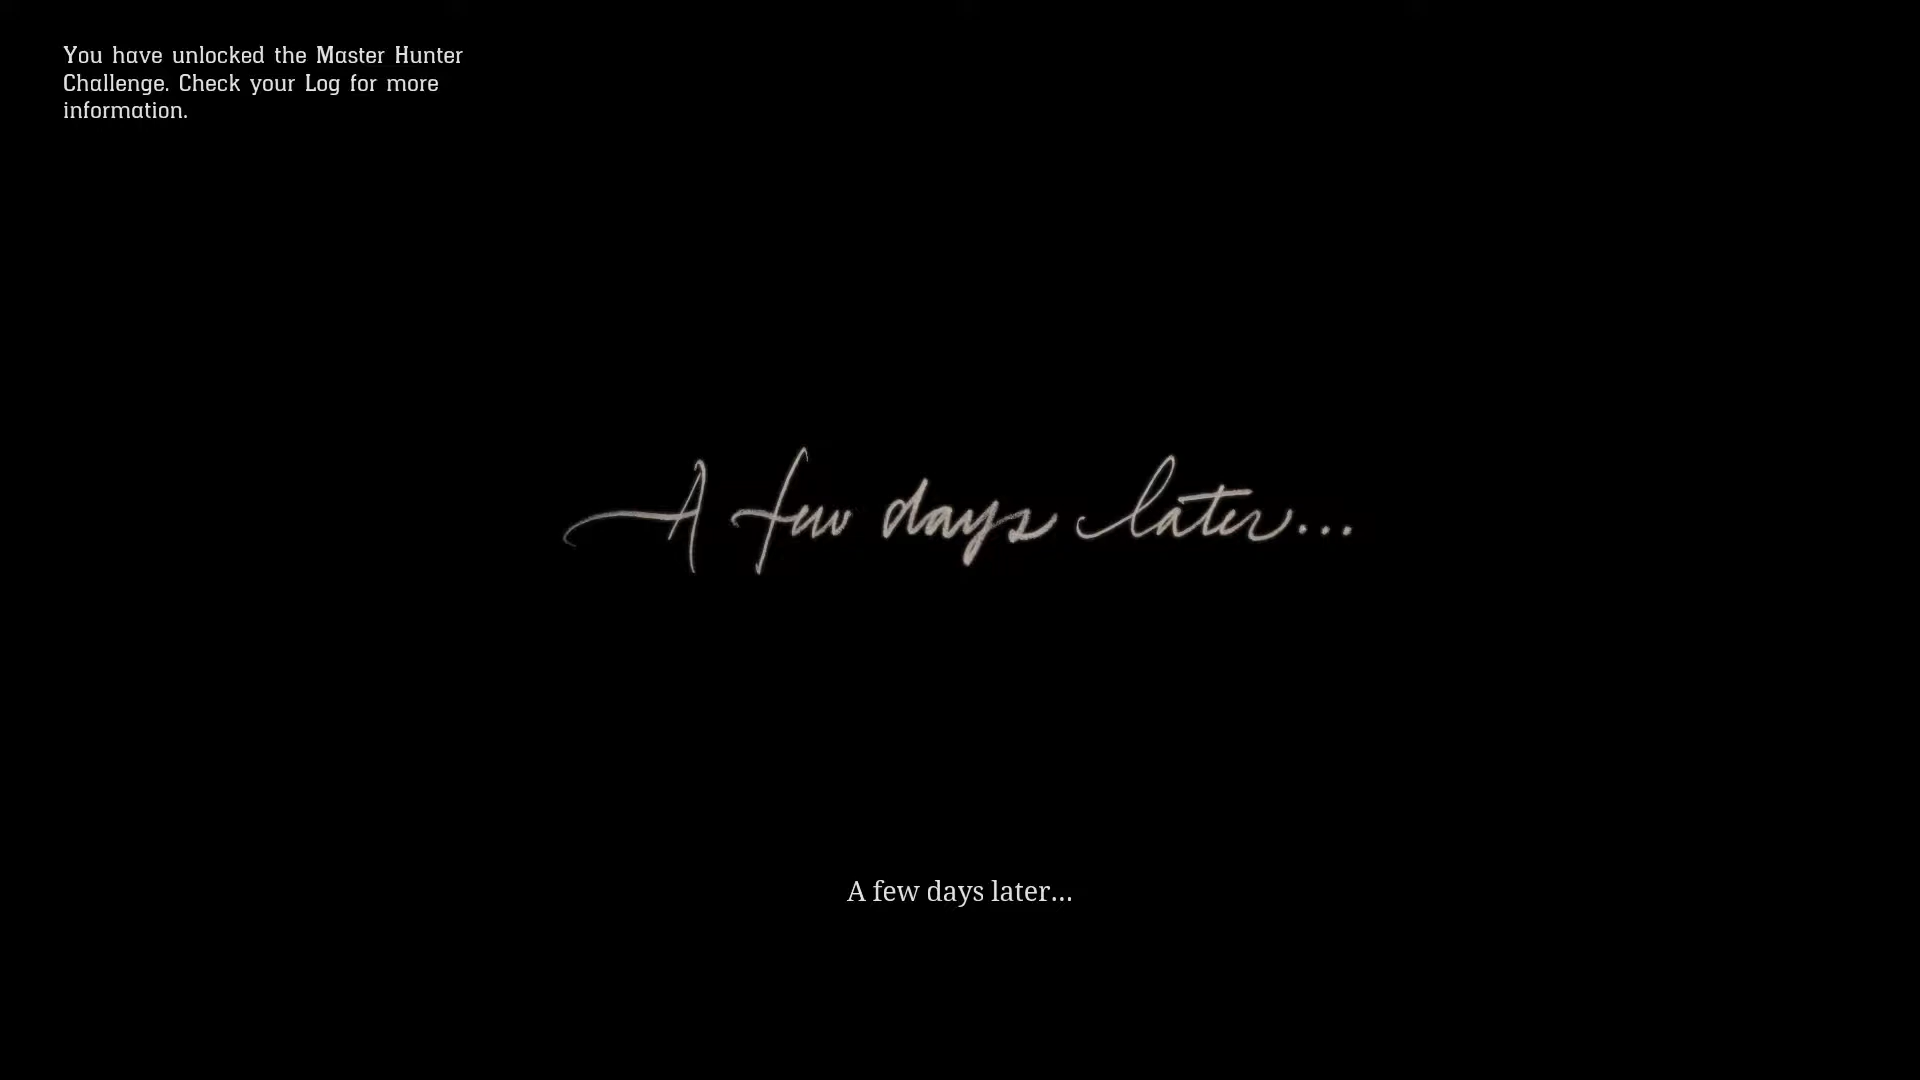 You have unlocked the Master Hunter
Challenge. Check your Log for more
information.
A few days later...
A few days later...